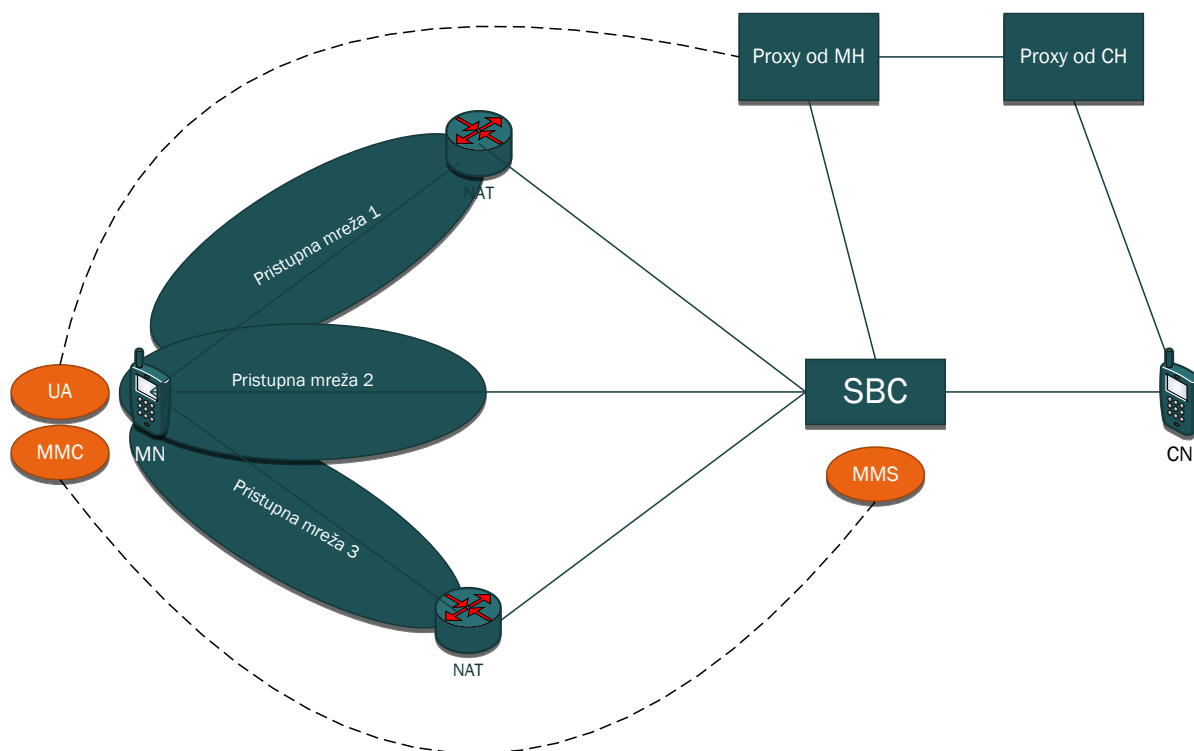 Proxy od MH
Proxy od CH
NAT
Pristupna mreža 1
UA
Pristupna mreža 2
SBC
MMC
MN
MMS
CN
Pristupna mreža 3
NAT